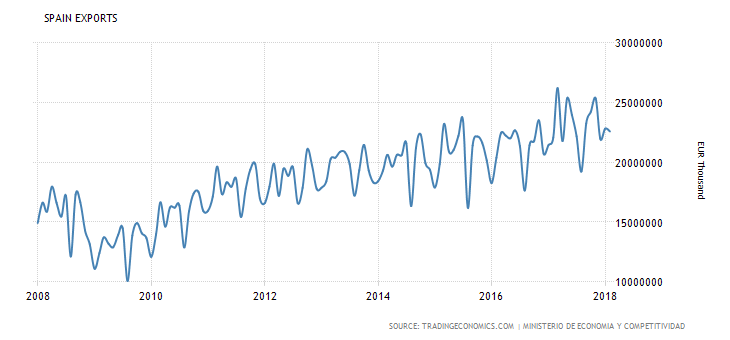 SPAIN EXPORTS
30000000
25000000
20000000
15000000
10000000
EUR Thousand
2008 2010 2012 2014 2016 2018
SOURCE: TRADINGECONOMICS.COM | MINISTERIO DE ECONOMIA Y COMPETITIVIDAD